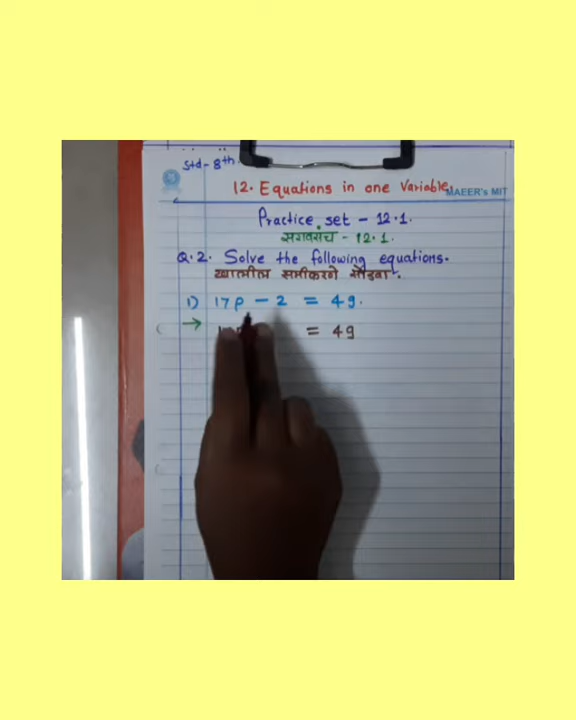 Std - 8th.
12. Equations in one Variable.
MAEER's MIT
Practice set - 12.1.
सरावसंच - 12.1.
Q.2. Solve the following equations.
खालील समीकरणे सोडवा.
1) 17p - 2 = 49.
→ = 49